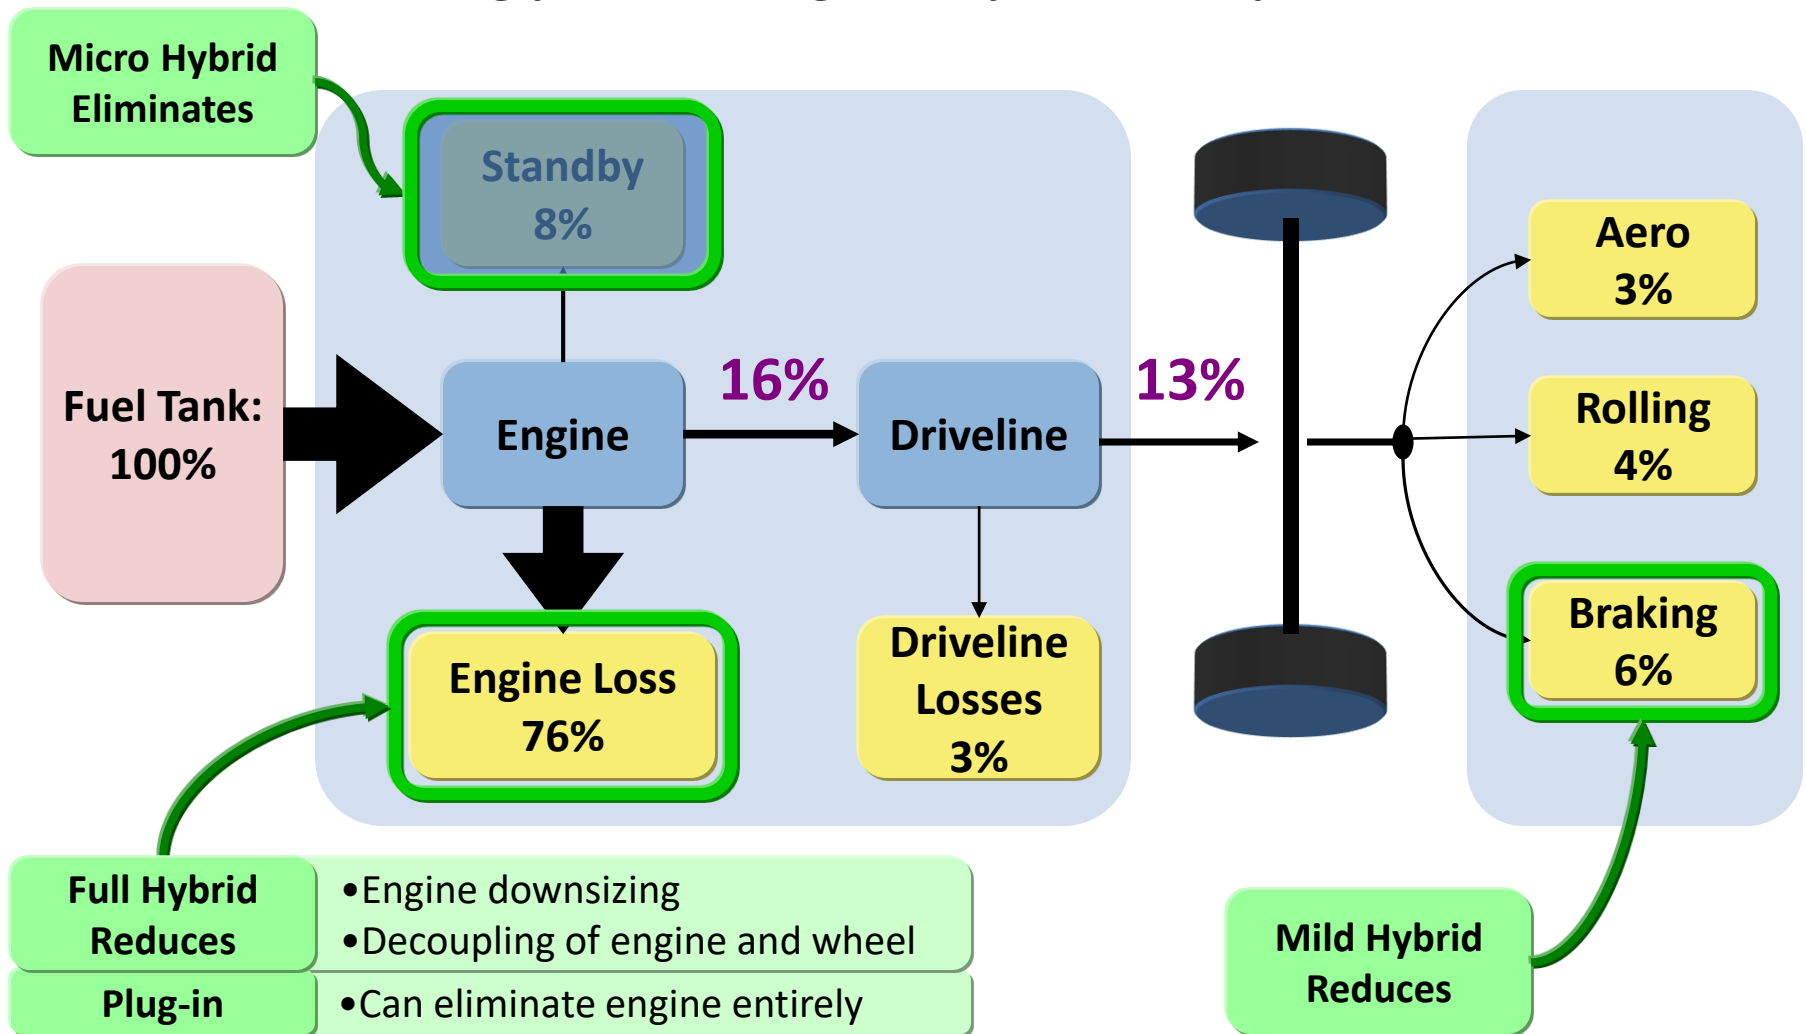 Micro Hybrid
Eliminates
Standby
8%
Fuel Tank:
100%
Engine
16%
Driveline
13%
Aero
3%
Rolling
4%
Braking
6%
Engine Loss
76%
Driveline
Losses
3%
Full Hybrid
Reduces
•Engine downsizing
•Decoupling of engine and wheel
Plug-in
•Can eliminate engine entirely
Mild Hybrid
Reduces